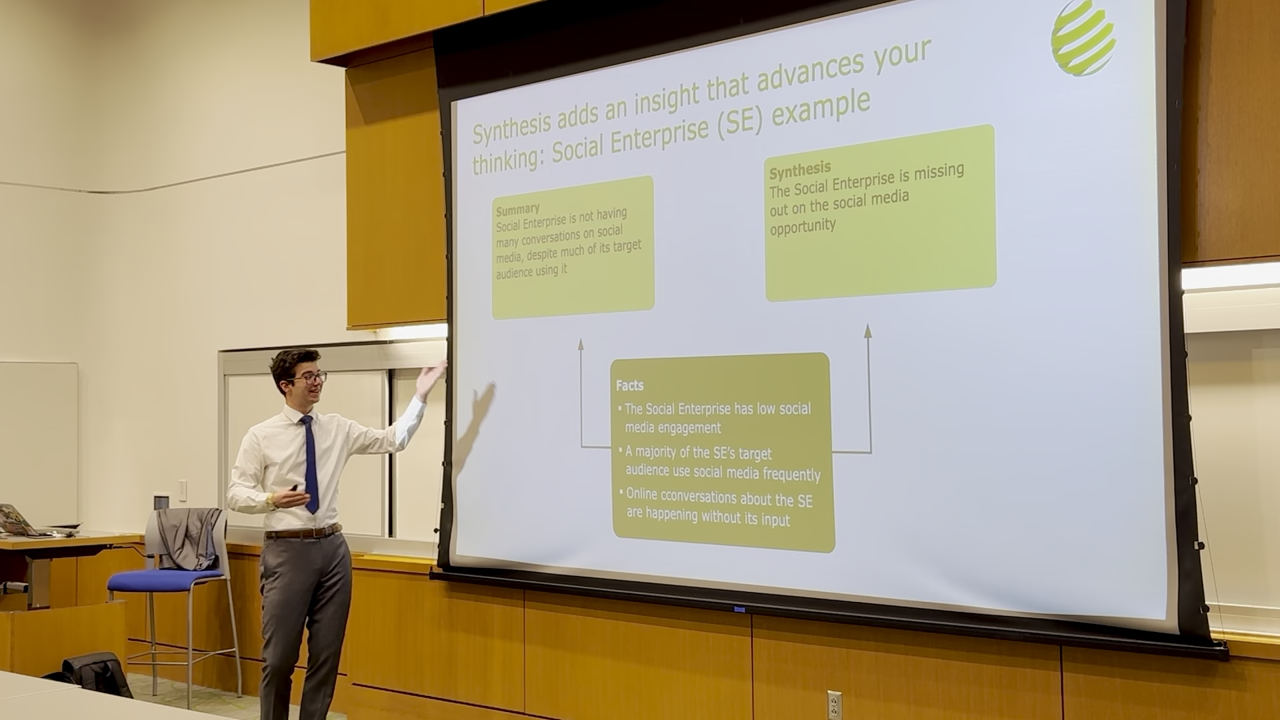 Synthesis adds an insight that advances your
thinking: Social Enterprise (SE) example
Summary
Social Enterprise is not having
many conversations on social
media, despite much of its target
audience using it
Synthesis
The Social Enterprise is missing
out on the social media
opportunity
Facts
▪ The Social Enterprise has low social
media engagement
▪ A majority of the SE's target
audience use social media frequently
▪ Online cconversations about the SE
are happening without its input